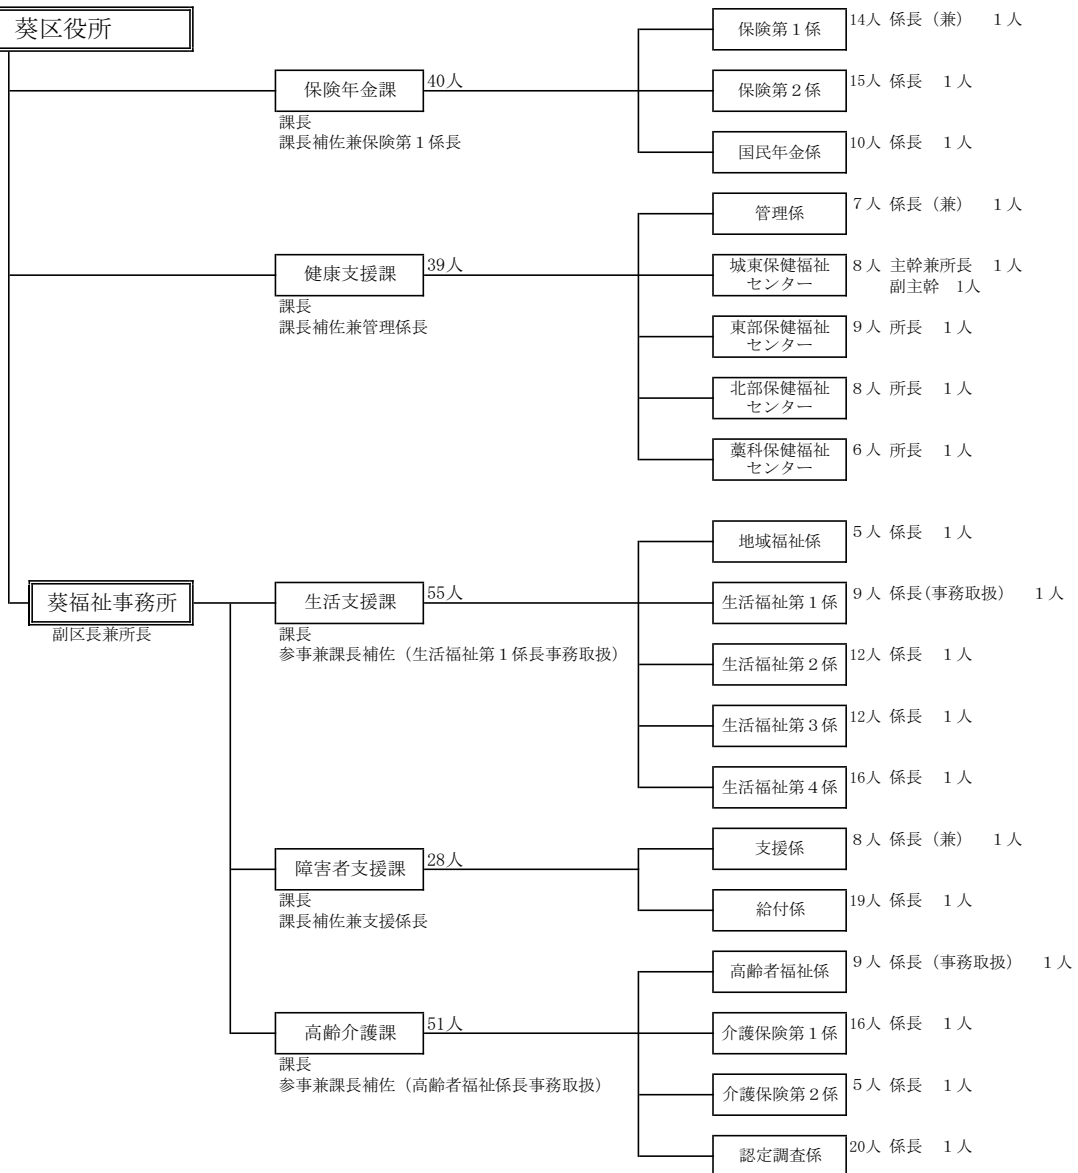 葵区役所
保険年金課 40人
課長
課長補佐兼保険第１係長
保険第１係 14人 係長（兼） １人
保険第２係 15人 係長 １人
国民年金係 10人 係長 １人
健康支援課 39人
課長
課長補佐兼管理係長
管理係 ７人 係長（兼） １人
城東保健福祉
センター
８人 主幹兼所長 １人
副主幹 1人
東部保健福祉
センター
９人 所長 １人
北部保健福祉
センター
８人 所長 １人
藁科保健福祉
センター
６人 所長 １人
葵福祉事務所
副区長兼所長
生活支援課 55人
課長
参事兼課長補佐（生活福祉第１係長事務取扱）
地域福祉係 ５人 係長 １人
生活福祉第１係 ９人 係長(事務取扱） １人
生活福祉第２係 12人 係長 １人
生活福祉第３係 12人 係長 １人
生活福祉第４係 16人 係長 １人
障害者支援課 28人
課長
課長補佐兼支援係長
支援係 ８人 係長（兼） １人
給付係 19人 係長 １人
高齢介護課 51人
課長
参事兼課長補佐（高齢者福祉係長事務取扱）
高齢者福祉係 ９人 係長（事務取扱） １人
介護保険第１係 16人 係長 １人
介護保険第２係 ５人 係長 １人
認定調査係 20人 係長 １人